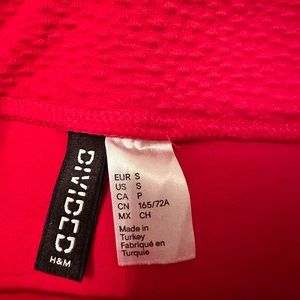 DIVIDED
H&M
EUR S
US S
CA P
CN 165/72A
MX CH
Made in
Turkey
Fabriqué en
Turquie